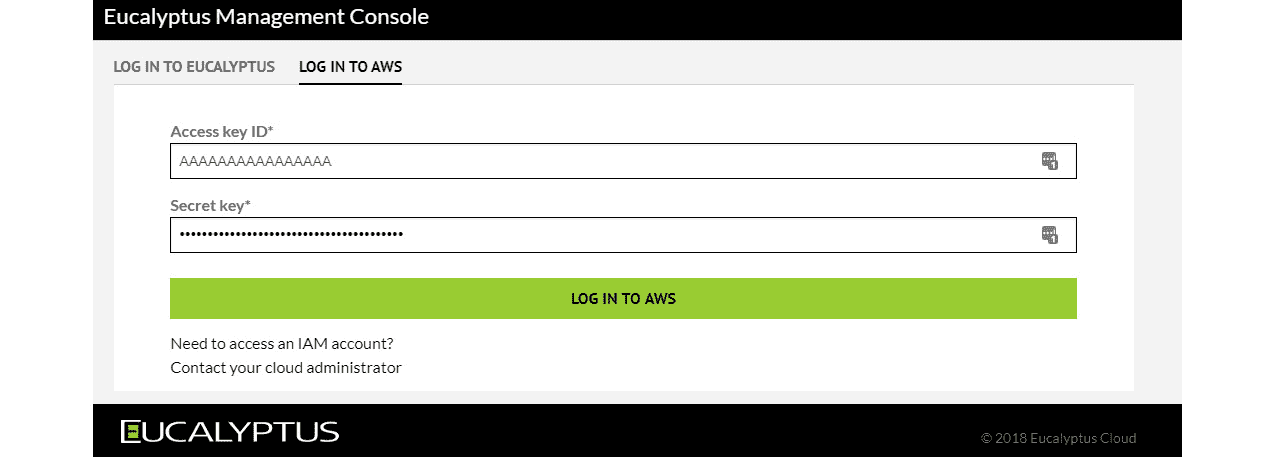 Eucalyptus Management Console
LOG IN TO EUCALYPTUS LOG IN TO AWS
Access key ID*
AAAAAAAAAAAAAAAA
Secret key*
••••••••••••••••••••••••••••••••••••••••
LOG IN TO AWS
Need to access an IAM account?
Contact your cloud administrator
EUCALYPTUS
© 2018 Eucalyptus Cloud